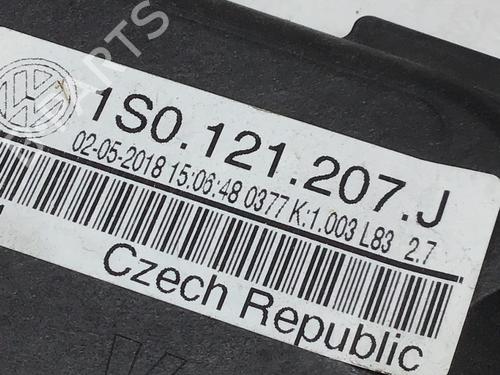 1S0.121.207.J
02-05-2018 15:06:48 0377 K:1.003 L83 2.7
Czech Republic